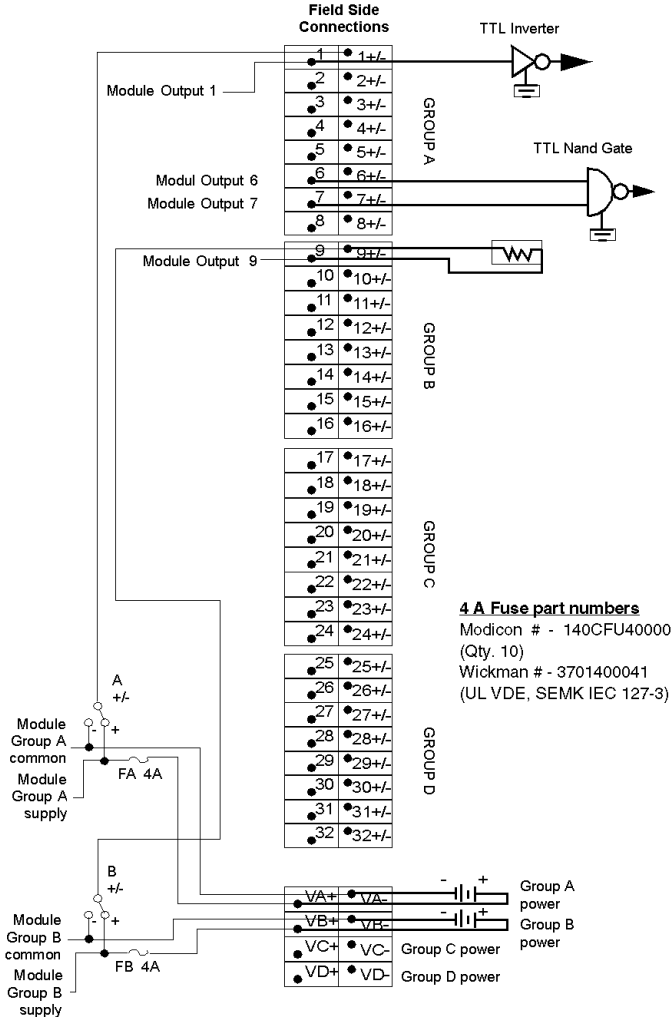 Field Side
Connections
TTL Inverter
1 1+/-
Module Output 1
2 2+/-
3 3+/-
4 4+/-
GROUP A
5 5+/-
TTL Nand Gate
Modul Output 6
6 6+/-
Module Output 7
7 7+/-
8 8+/-
9 9+/-
Module Output 9
10 10+/-
11 11+/-
12 12+/-
GROUP B
13 13+/-
14 14+/-
15 15+/-
16 16+/-
17 17+/-
18 18+/-
19 19+/-
20 20+/-
GROUP C
21 21+/-
22 22+/-
23 23+/-
24 24+/-
4 A Fuse part numbers
Modicon # - 140CFU40000
(Qty. 10)
Wickman # - 3701400041
(UL VDE, SEMK IEC 127-3)
25 25+/-
26 26+/-
27 27+/-
28 28+/-
GROUP D
29 29+/-
30 30+/-
31 31+/-
32 32+/-
A
+/-
- +
Module
Group A
common
FA 4A
Module
Group A
supply
B
+/-
- +
Module
Group B
common
FB 4A
Module
Group B
supply
VA+ VA-
- +
Group A
power
VB+ VB-
- +
Group B
power
VC+ VC- Group C power
VD+ VD- Group D power